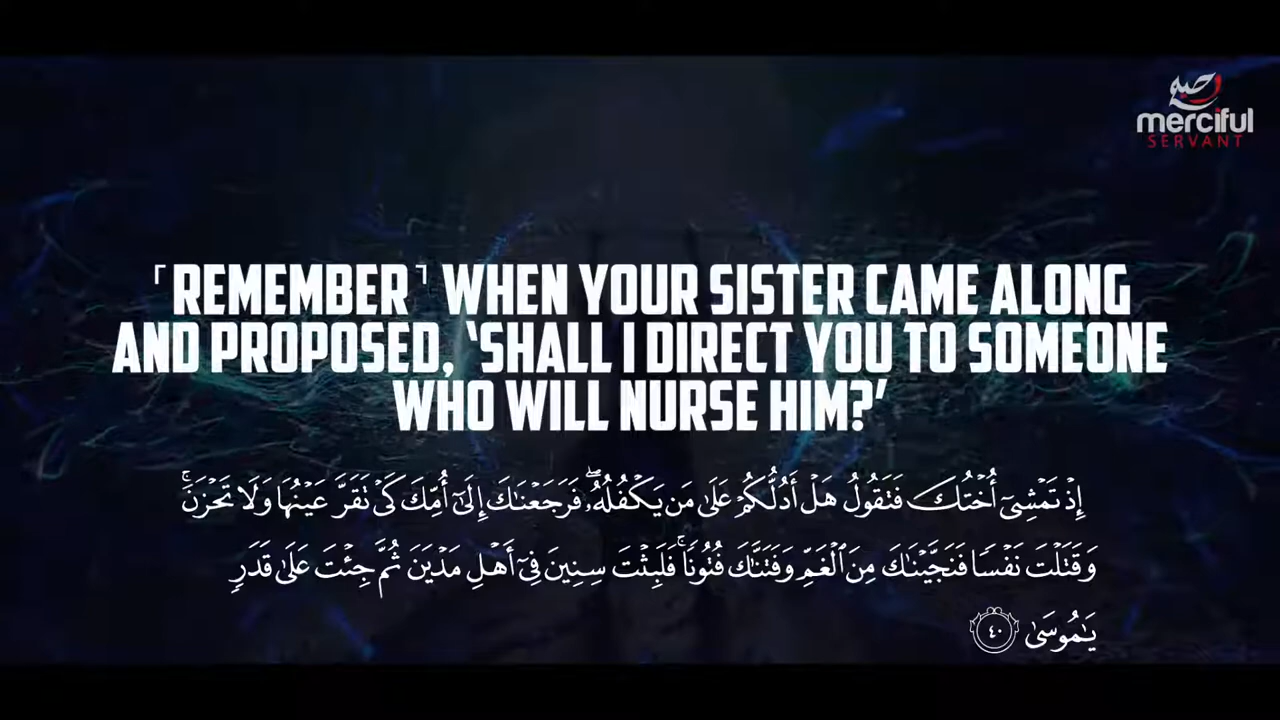 رحيم
merciful
SERVANT
「REMEMBER」 WHEN YOUR SISTER CAME ALONG
AND PROPOSED, ‘SHALL I DIRECT YOU TO SOMEONE
WHO WILL NURSE HIM?’
إِذْ تَمْشِىٓ أُخْتُكَ فَتَقُولُ هَلْ أَدُلُّكُمْ عَلَىٰ مَن يَكْفُلُهُۥ ۖ فَرَجَعْنَـٰكَ إِلَىٰٓ أُمِّكَ كَىْ تَقَرَّ عَيْنُهَا وَلَا تَحْزَنَ ۚ
وَقَتَلْتَ نَفْسًا فَنَجَّيْنَـٰكَ مِنَ ٱلْغَمِّ وَفَتَنَّـٰكَ فُتُونًا ۚ فَلَبِثْتَ سِنِينَ فِىٓ أَهْلِ مَدْيَنَ ثُمَّ جِئْتَ عَلَىٰ قَدَرٍ
يَـٰمُوسَىٰ ٤٠